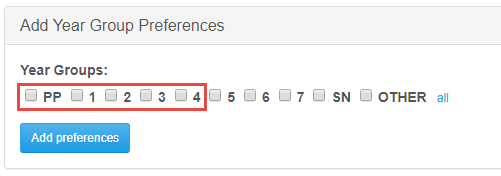 Add Year Group Preferences
Year Groups:
PP 1 2 3 4 5 6 7 SN OTHER all
Add preferences